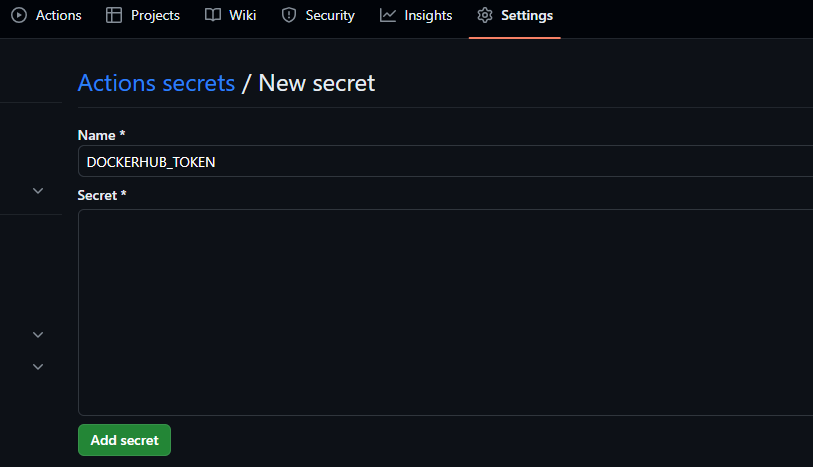 Actions Projects Wiki Security Insights Settings
Actions secrets / New secret
Name *
DOCKERHUB_TOKEN
Secret *
Add secret